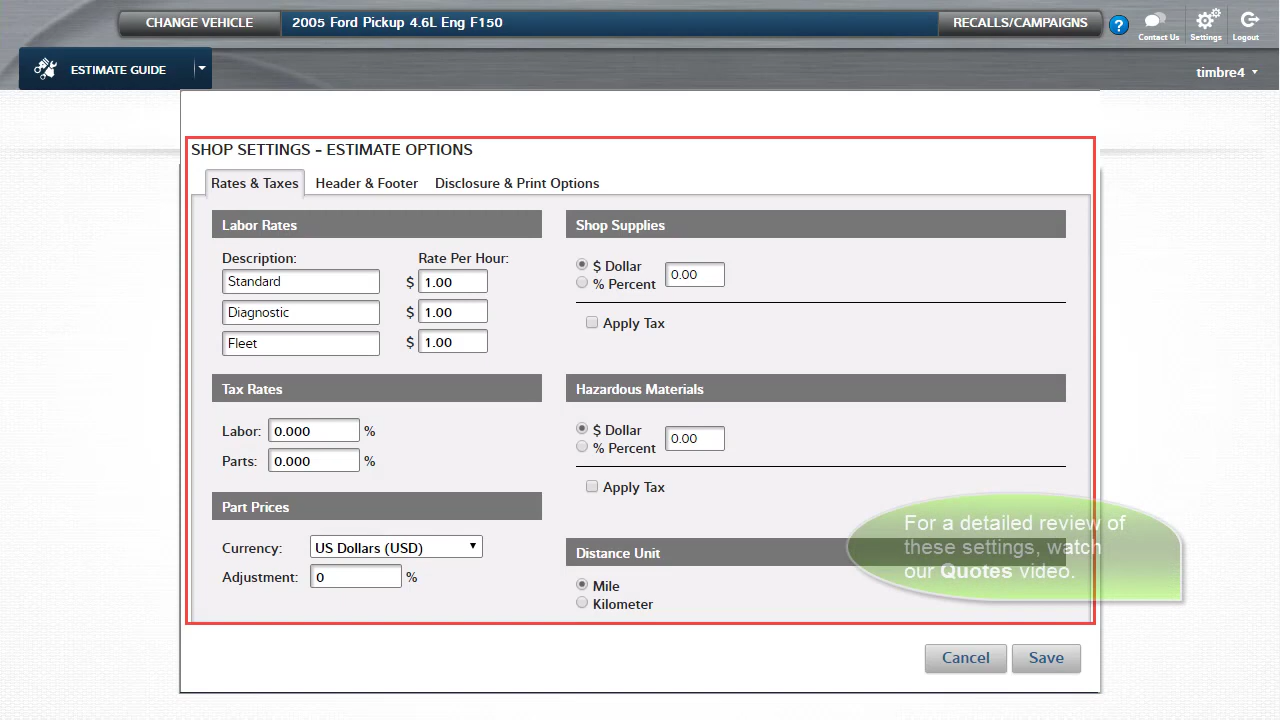 CHANGE VEHICLE
2005 Ford Pickup 4.6L Eng F150
RECALLS/CAMPAIGNS
?
Contact Us
Settings
Logout
ESTIMATE GUIDE
timbre4
SHOP SETTINGS – ESTIMATE OPTIONS
Rates & Taxes
Header & Footer
Disclosure & Print Options
Labor Rates
Description:
Rate Per Hour:
Standard
$ 1.00
Diagnostic
$ 1.00
Fleet
$ 1.00
Tax Rates
Labor: 0.000 %
Parts: 0.000 %
Part Prices
Currency: US Dollars (USD)
Adjustment: 0 %
Shop Supplies
$ Dollar
% Percent
0.00
Apply Tax
Hazardous Materials
$ Dollar
% Percent
0.00
Apply Tax
Distance Unit
Mile
Kilometer
For a detailed review of
these settings, watch
our Quotes video.
Cancel
Save